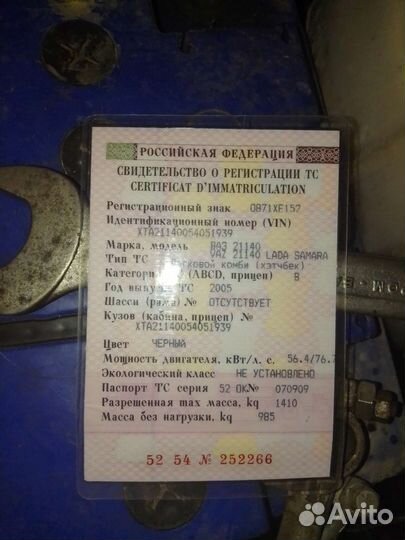 РОССИЙСКАЯ ФЕДЕРАЦИЯ
СВИДЕТЕЛЬСТВО О РЕГИСТРАЦИИ ТС
CERTIFICAT D'IMMATRICULATION
Регистрационный знак 0871ХЕ152
Идентификационный номер (VIN)
XTA21140054051939
Марка, модель ВАЗ 21140
VAZ 21140 LADA SAMARA
Тип ТС комби (хэтчбек)
Категория (ABCD, прицеп) B
Год выпуска ТС 2005
Шасси (рама) № ОТСУТСТВУЕТ
Кузов (кабина, прицеп) №
XTA21140054051939
Цвет ЧЕРНЫЙ
Мощность двигателя, кВт/л. с. 56.4/76.7
Экологический класс НЕ УСТАНОВЛЕНО
Паспорт ТС серия 52 ОК№ 070909
Разрешенная max масса, kg 1410
Масса без нагрузки, kg 985
52 54 № 252266
Avito